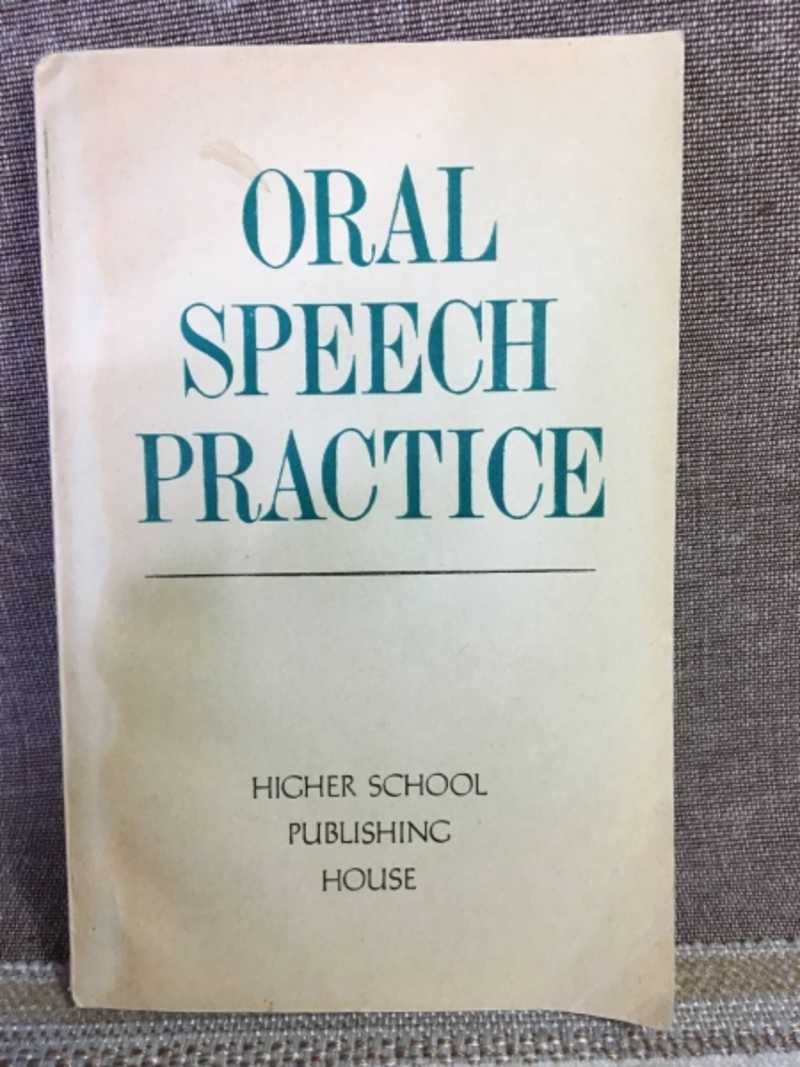 ORAL
SPEECH
PRACTICE
HIGHER SCHOOL
PUBLISHING
HOUSE